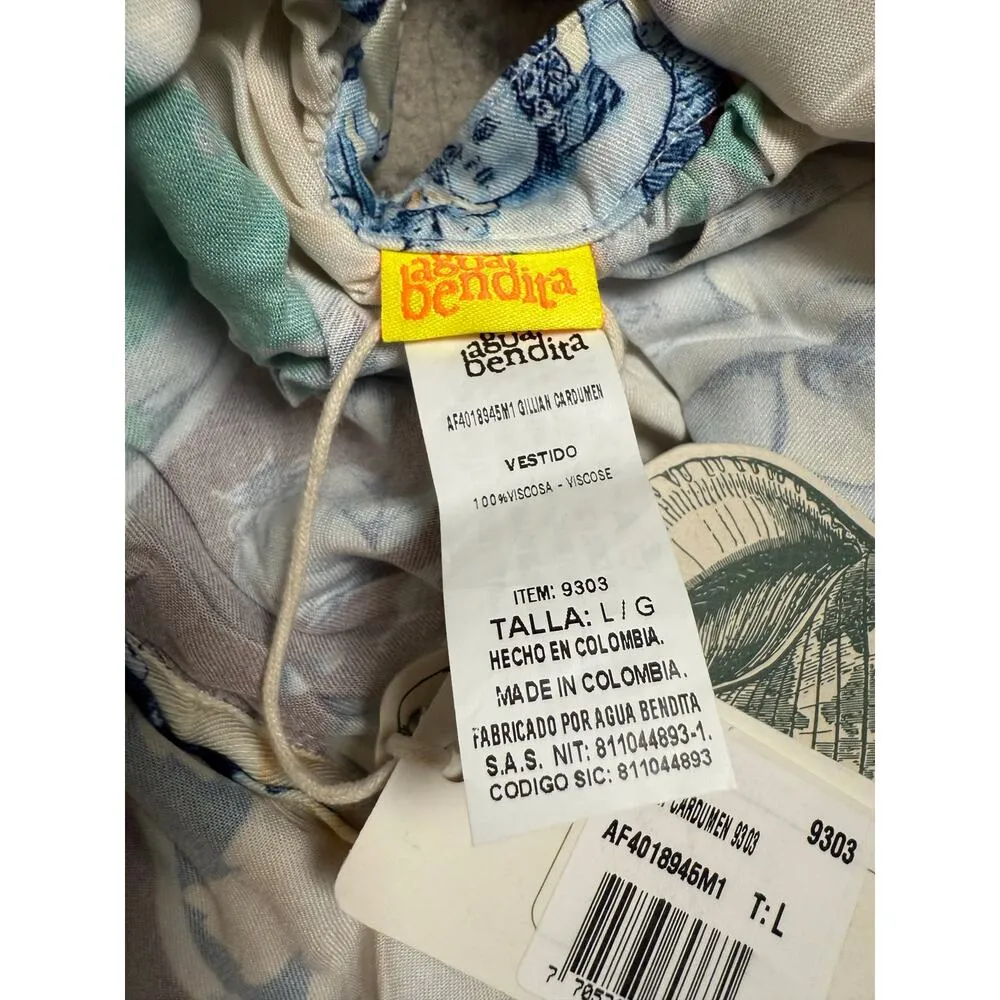 agua
bendita
agua
bendita
AF4018945M1 GILLIAN CARDUMEN
VESTIDO
100%VISCOSA - VISCOSE
ITEM: 9303
TALLA: L / G
HECHO EN COLOMBIA.
MADE IN COLOMBIA.
FABRICADO POR AGUA BENDITA
S.A.S. NIT: 811044893-1.
CODIGO SIC: 811044893
CARDUMEN 9303
9303
AF4018945M1
T: L